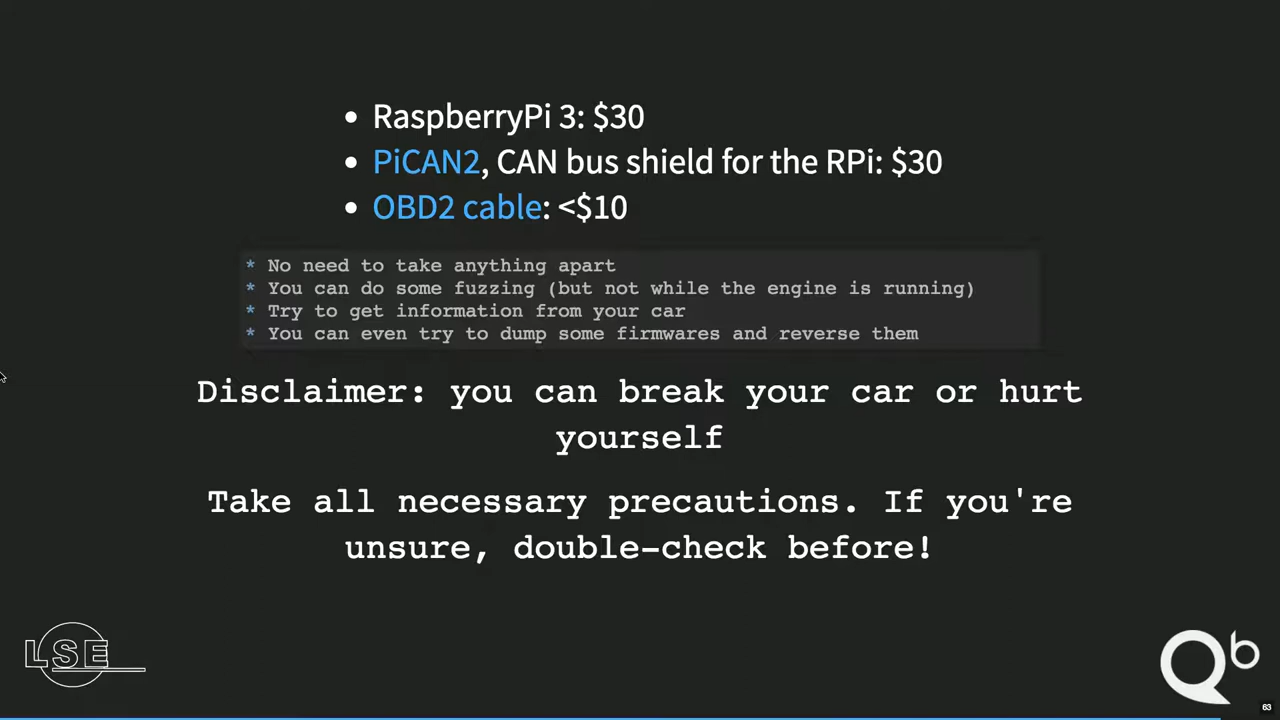 • RaspberryPi 3: $30
• PiCAN2, CAN bus shield for the RPi: $30
• OBD2 cable: <$10
* No need to take anything apart
* You can do some fuzzing (but not while the engine is running)
* Try to get information from your car
* You can even try to dump some firmwares and reverse them
Disclaimer: you can break your car or hurt
yourself
Take all necessary precautions. If you're
unsure, double-check before!
LSE
Qb
63